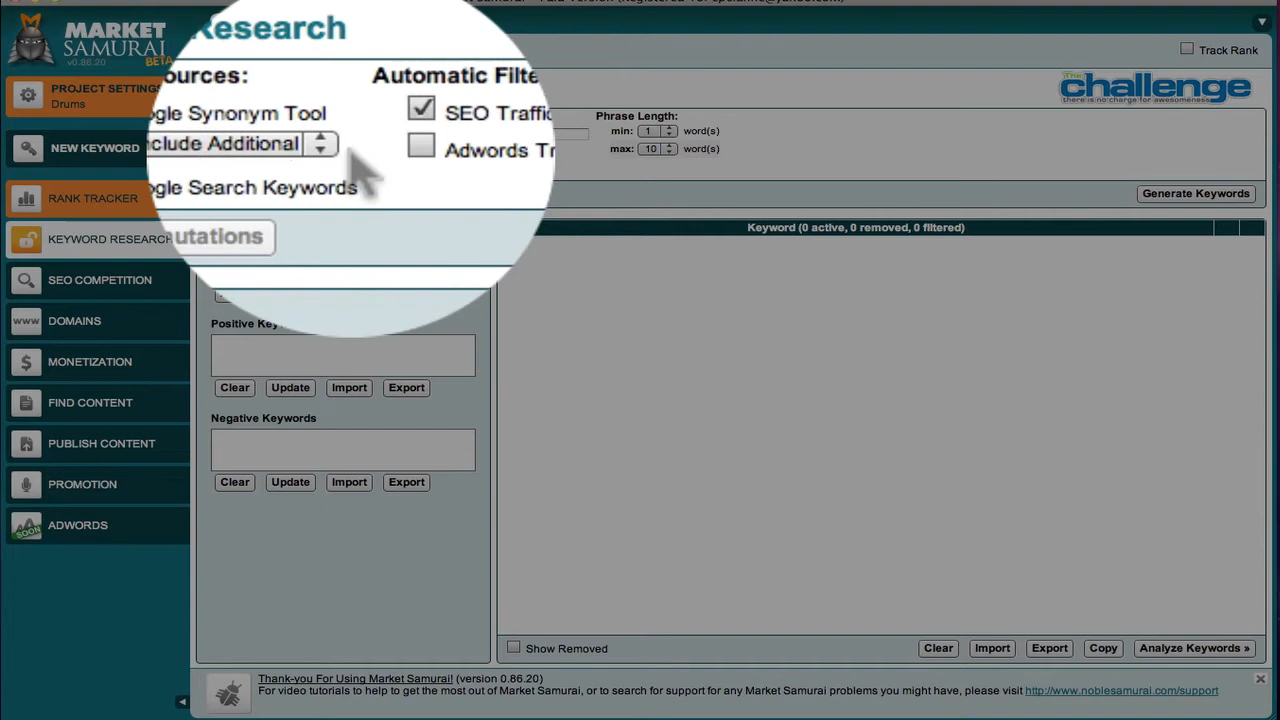 MARKET
SAMURAI
v0.86.20
BETA
Track Rank
The challenge
there is no charge for awesomeness
PROJECT SETTINGS
Drums
NEW KEYWORD
RANK TRACKER
KEYWORD RESEARCH
SEO COMPETITION
www
DOMAINS
MONETIZATION
FIND CONTENT
PUBLISH CONTENT
PROMOTION
SOON
ADWORDS
Research
ources:
Automatic Filte
gle Synonym Tool
SEO Traffic
clude Additional
Adwords Tr
gle Search Keywords
utations
Phrase Length:
min: 1 word(s)
max: 10 word(s)
Generate Keywords
Keyword (0 active, 0 removed, 0 filtered)
Positive Key
Clear Update Import Export
Negative Keywords
Clear Update Import Export
Show Removed
Clear Import Export Copy Analyze Keywords »
Thank-you For Using Market Samurai! (version 0.86.20)
For video tutorials to help to get the most out of Market Samurai, or to search for support for any Market Samurai problems you might have, please visit http://www.noblesamurai.com/support